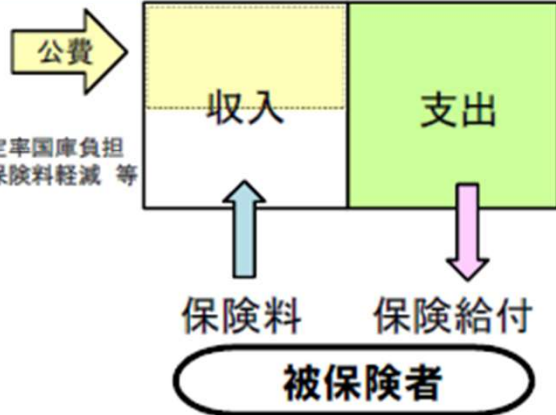 公費
収入
支出
定率国庫負担
保険料軽減 等
保険料
保険給付
被保険者